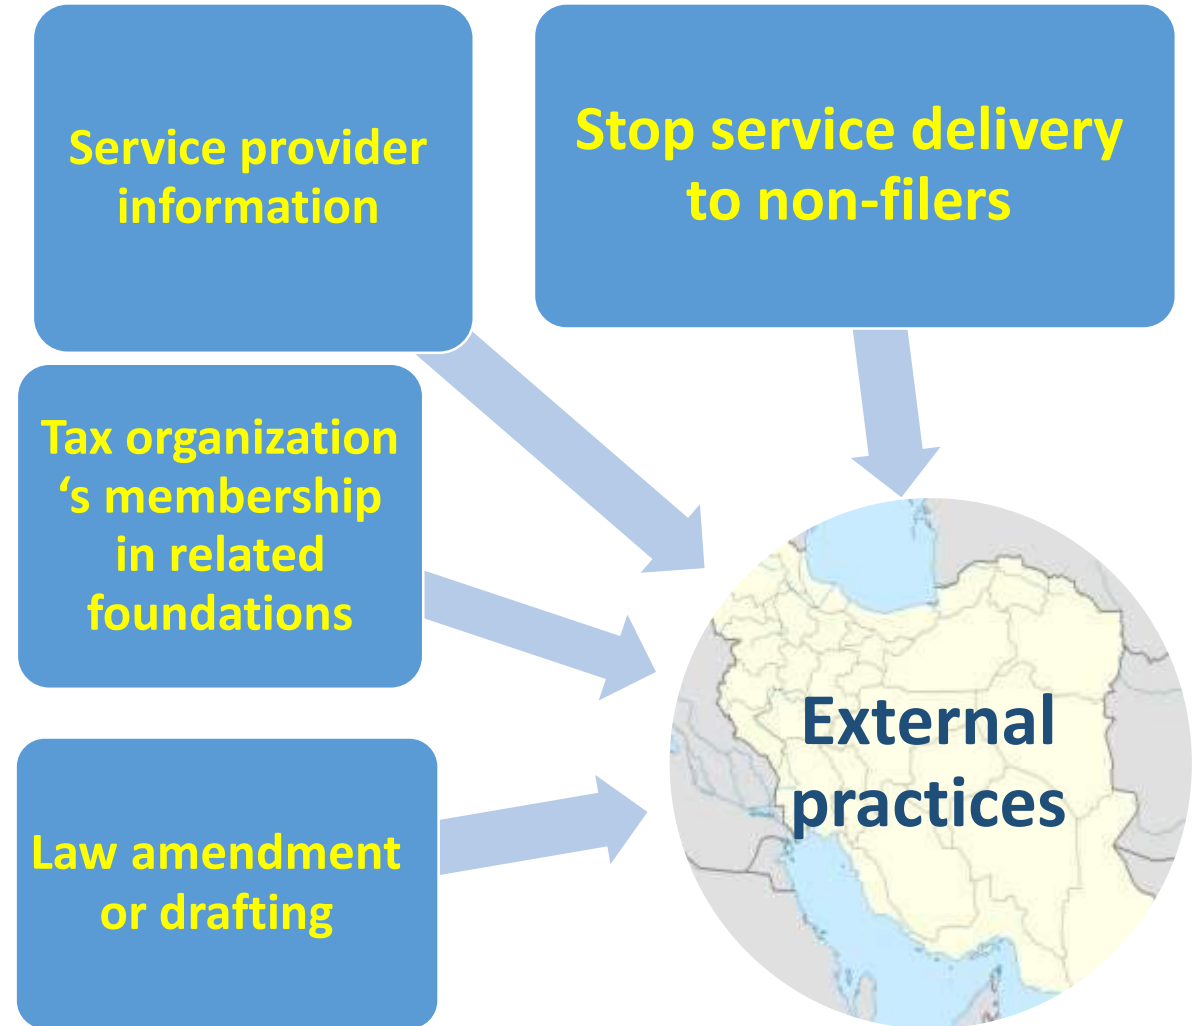 Service provider
information
Stop service delivery
to non-filers
Tax organization
‘s membership
in related
foundations
Law amendment
or drafting
External
practices